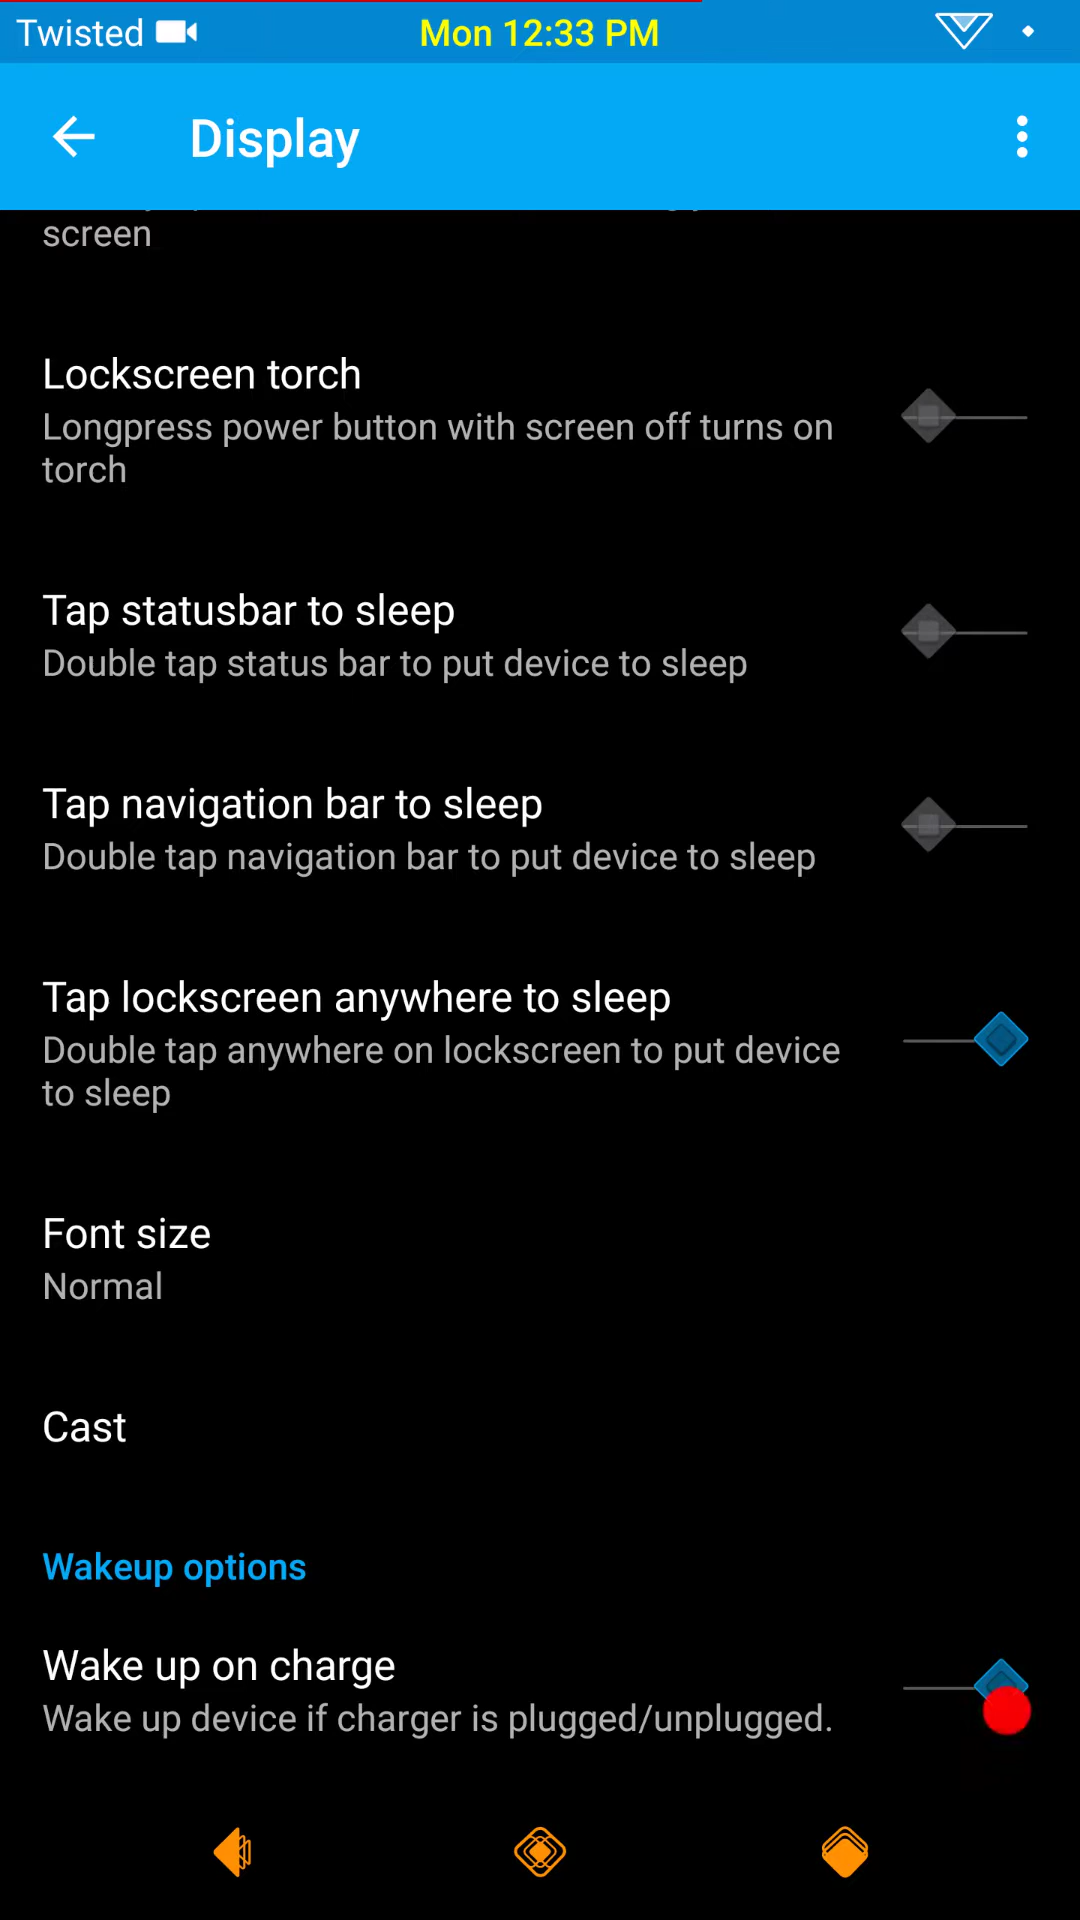 Twisted
Mon 12:33 PM
Display
screen
Lockscreen torch
Longpress power button with screen off turns on
torch
Tap statusbar to sleep
Double tap status bar to put device to sleep
Tap navigation bar to sleep
Double tap navigation bar to put device to sleep
Tap lockscreen anywhere to sleep
Double tap anywhere on lockscreen to put device
to sleep
Font size
Normal
Cast
Wakeup options
Wake up on charge
Wake up device if charger is plugged/unplugged.